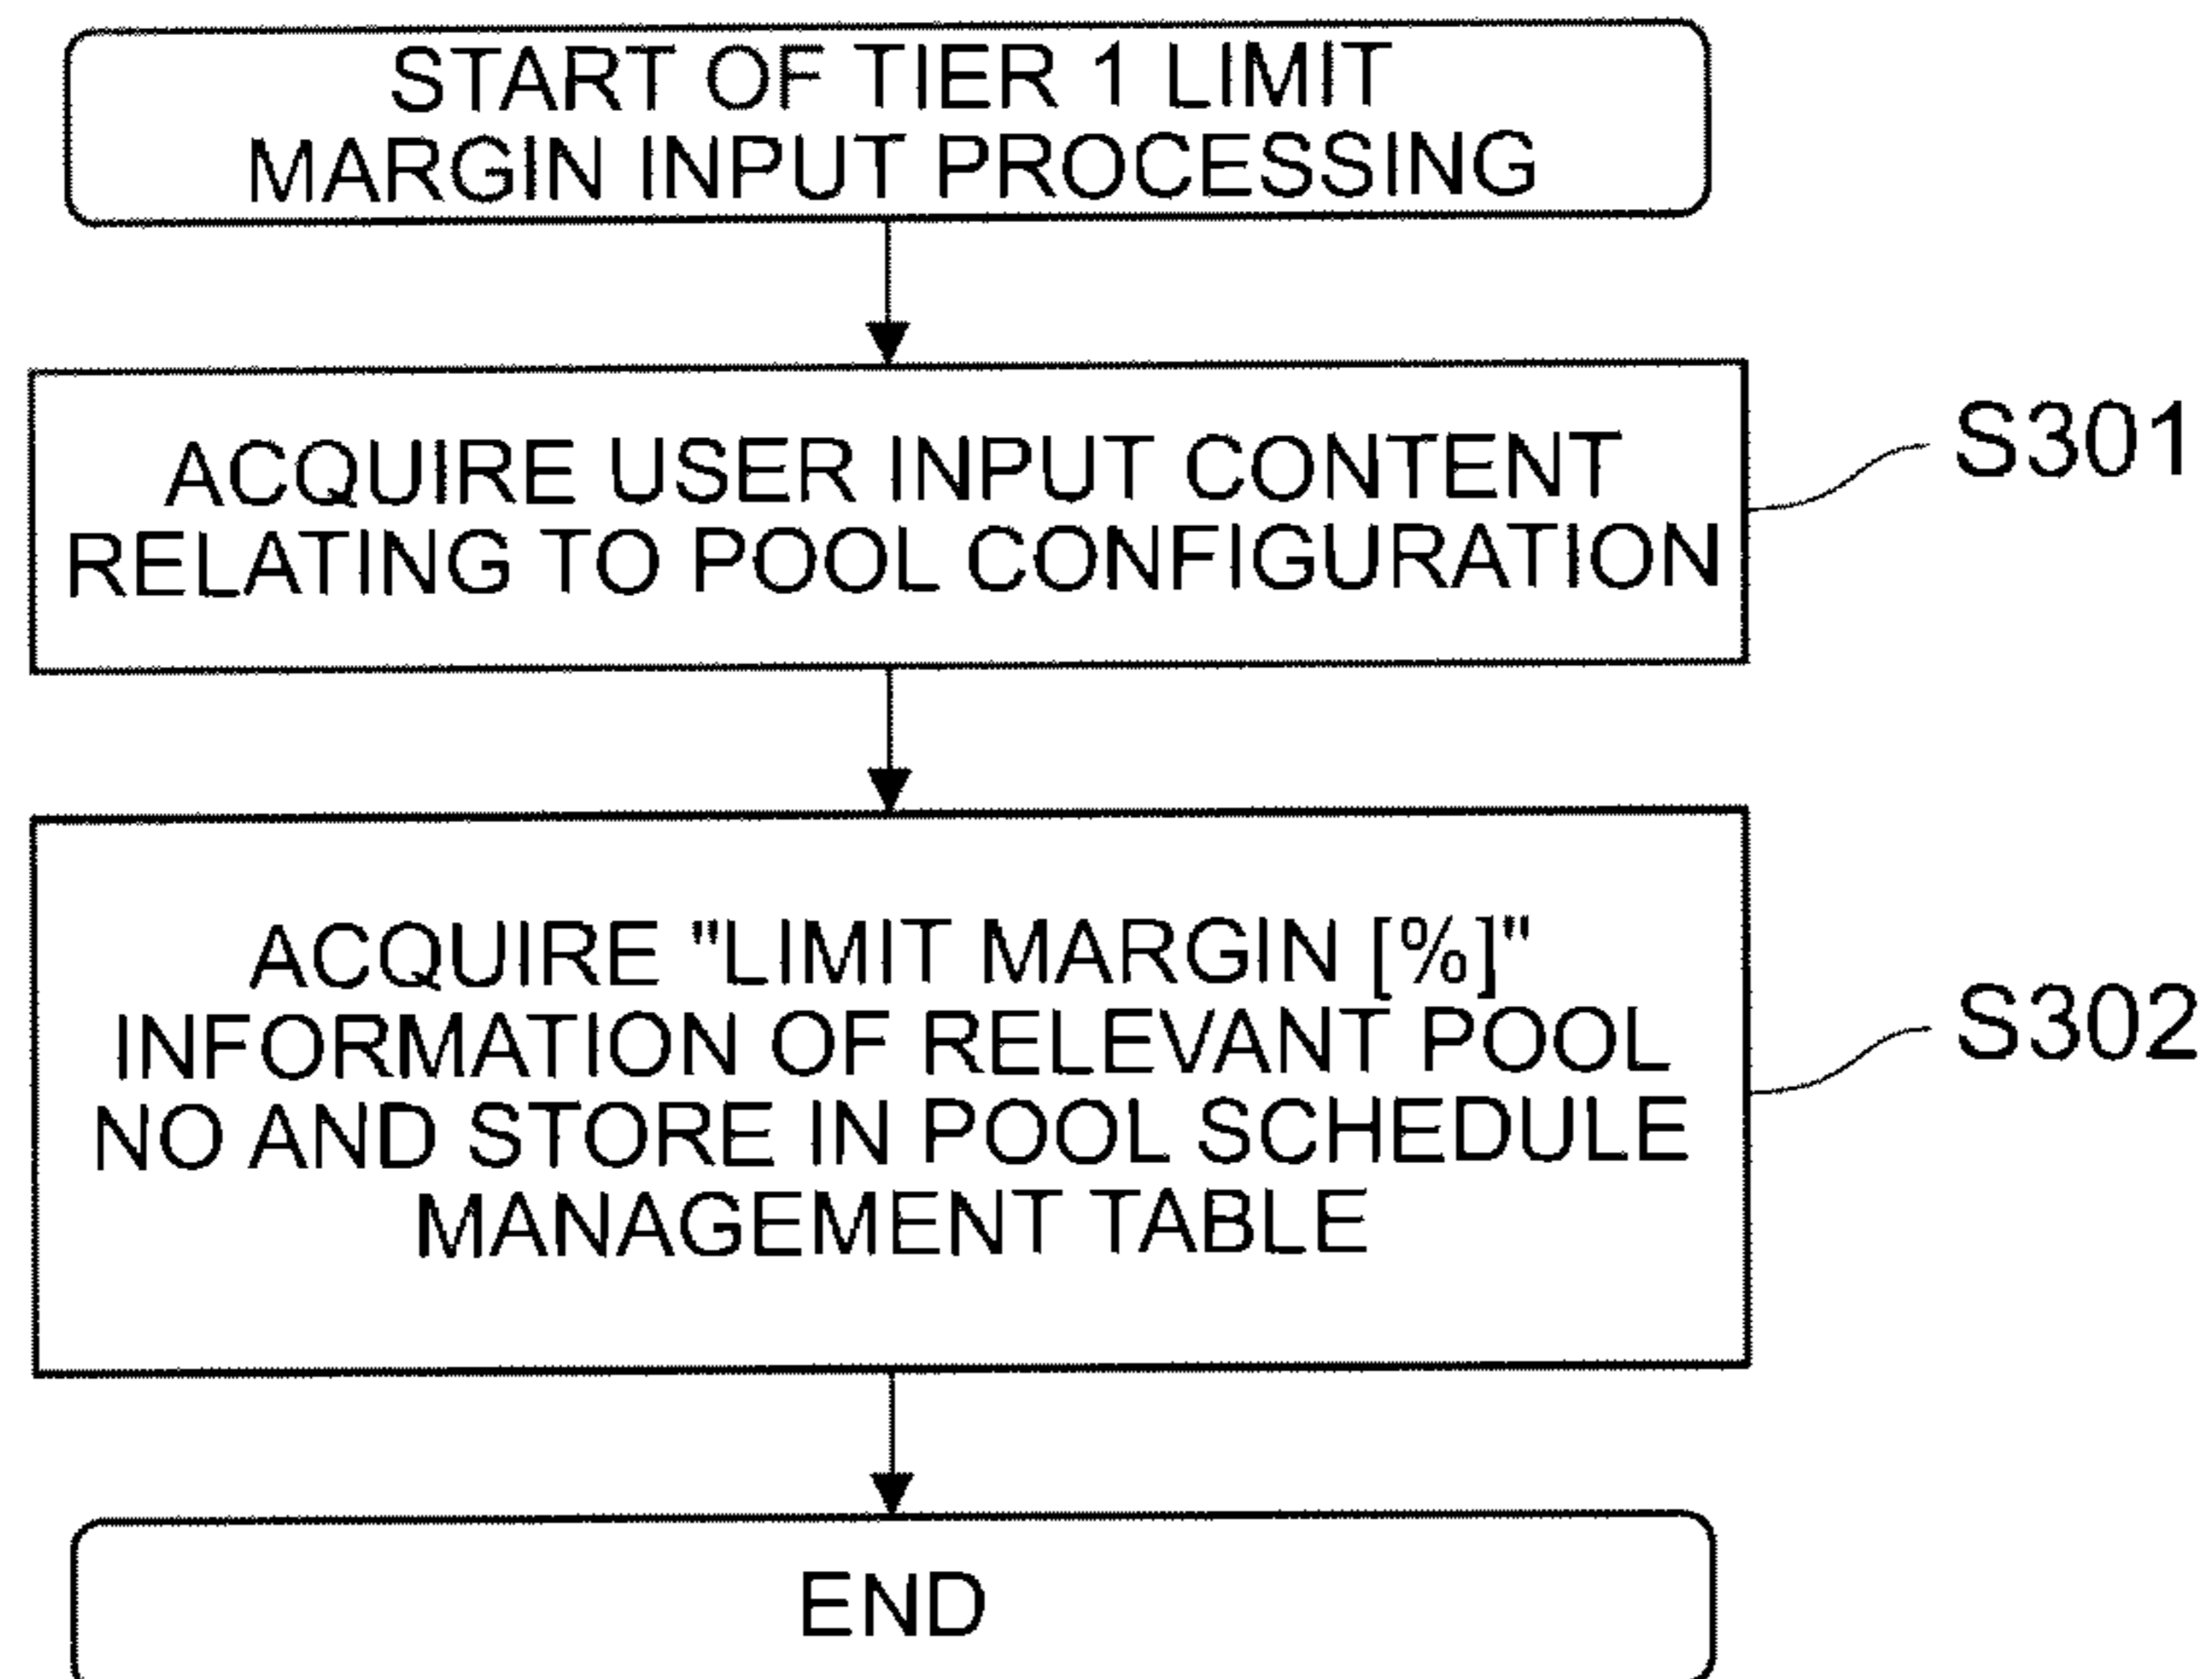 START OF TIER 1 LIMIT
MARGIN INPUT PROCESSING
ACQUIRE USER INPUT CONTENT
RELATING TO POOL CONFIGURATION
S301
ACQUIRE "LIMIT MARGIN [%]"
INFORMATION OF RELEVANT POOL
NO AND STORE IN POOL SCHEDULE
MANAGEMENT TABLE
S302
END